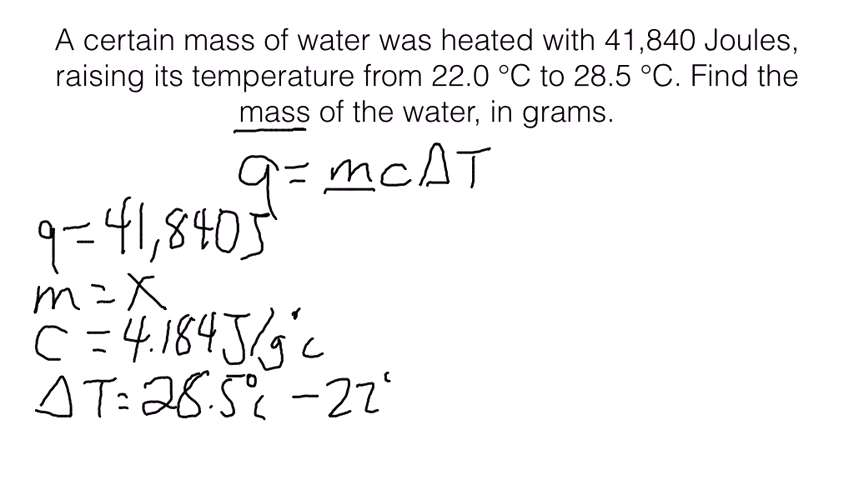 A certain mass of water was heated with 41,840 Joules,
raising its temperature from 22.0 °C to 28.5 °C. Find the
mass of the water, in grams.
q = mcΔT
q = 41,840J
m = X
C = 4.184J/g°c
ΔT = 28.5°c - 22°